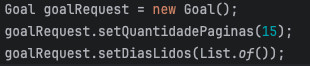 Goal goalRequest = new Goal();
goalRequest.setQuantidadePaginas(15);
goalRequest.setDiasLidos(List.of());